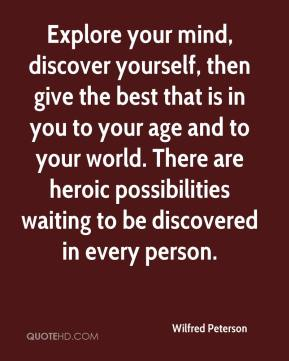 Explore your mind,
discover yourself, then
give the best that is in
you to your age and to
your world. There are
heroic possibilities
waiting to be discovered
in every person.
Wilfred Peterson
QUOTEHD.COM